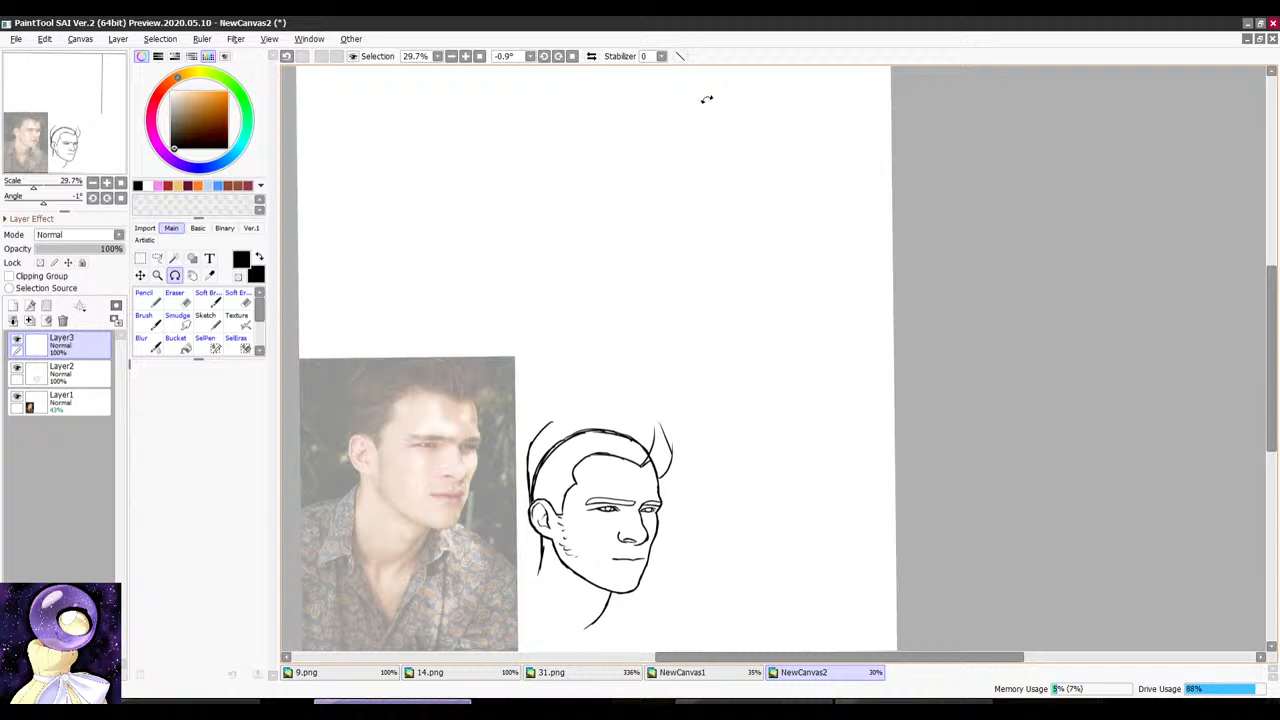 PaintTool SAI Ver.2 (64bit) Preview.2020.05.10 - NewCanvas2 (*)
File Edit Canvas Layer Selection Ruler Filter View Window Other
Selection 29.7% -0.9° Stabilizer 0
Scale 29.7%
Angle -1°
Layer Effect
Mode Normal
Opacity 100%
Lock
Clipping Group
Selection Source
Layer3
Normal
100%
Layer2
Normal
100%
Layer1
Normal
43%
Import Main Basic Binary Ver.1
Artistic
T
Pencil Eraser Soft Br... Soft Er...
Brush Smudge Sketch Texture
Blur Bucket SelPen SelEras
9.png 100% 14.png 100% 31.png 336% NewCanvas1 35% NewCanvas2 30%
Memory Usage 5% (7%) Drive Usage 88%